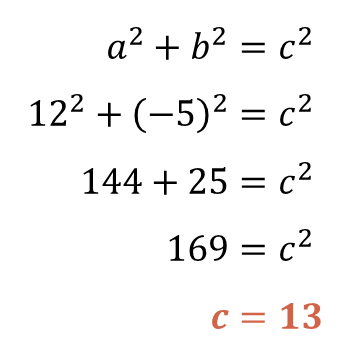 a² + b² = c²
12² + (−5)² = c²
144 + 25 = c²
169 = c²
c = 13